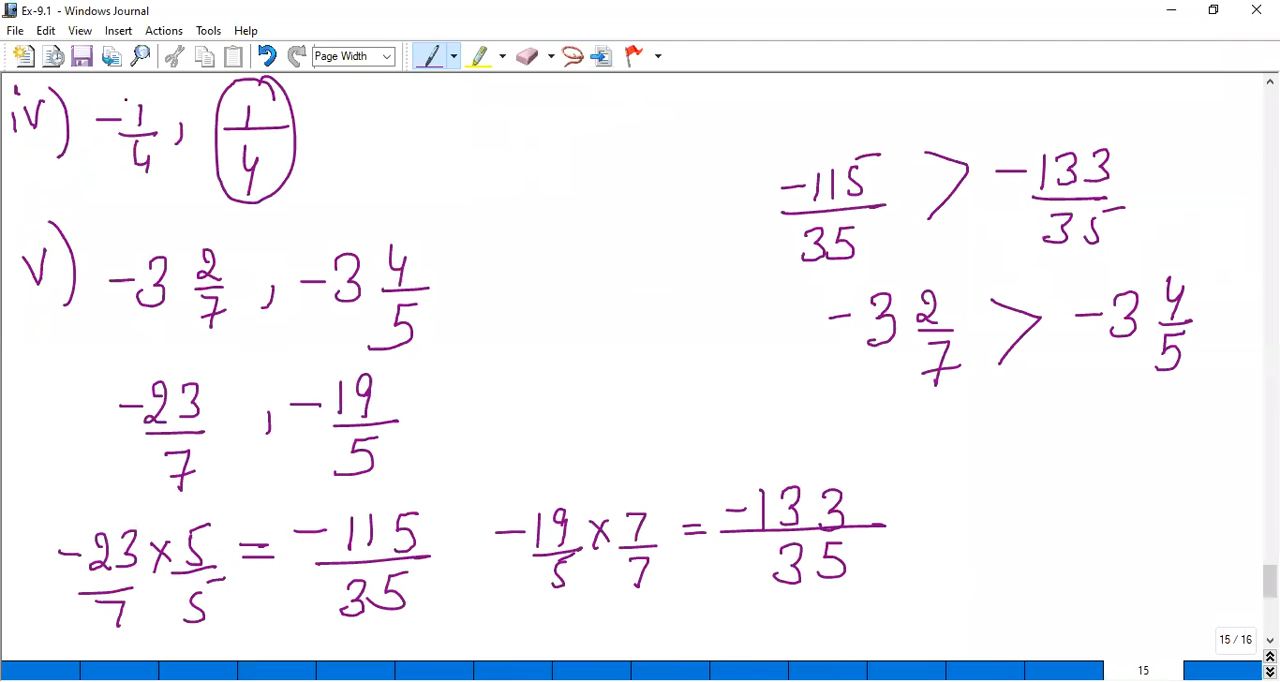 Ex-9.1 - Windows Journal
File Edit View Insert Actions Tools Help
Page Width
iv) -1/4 , 1/4
v) -3 2/7 , -3 4/5
-23/7 , -19/5
-23/7 × 5/5 = -115/35
-19/5 × 7/7 = -133/35
-115/35 > -133/35
-3 2/7 > -3 4/5
15 / 16
15